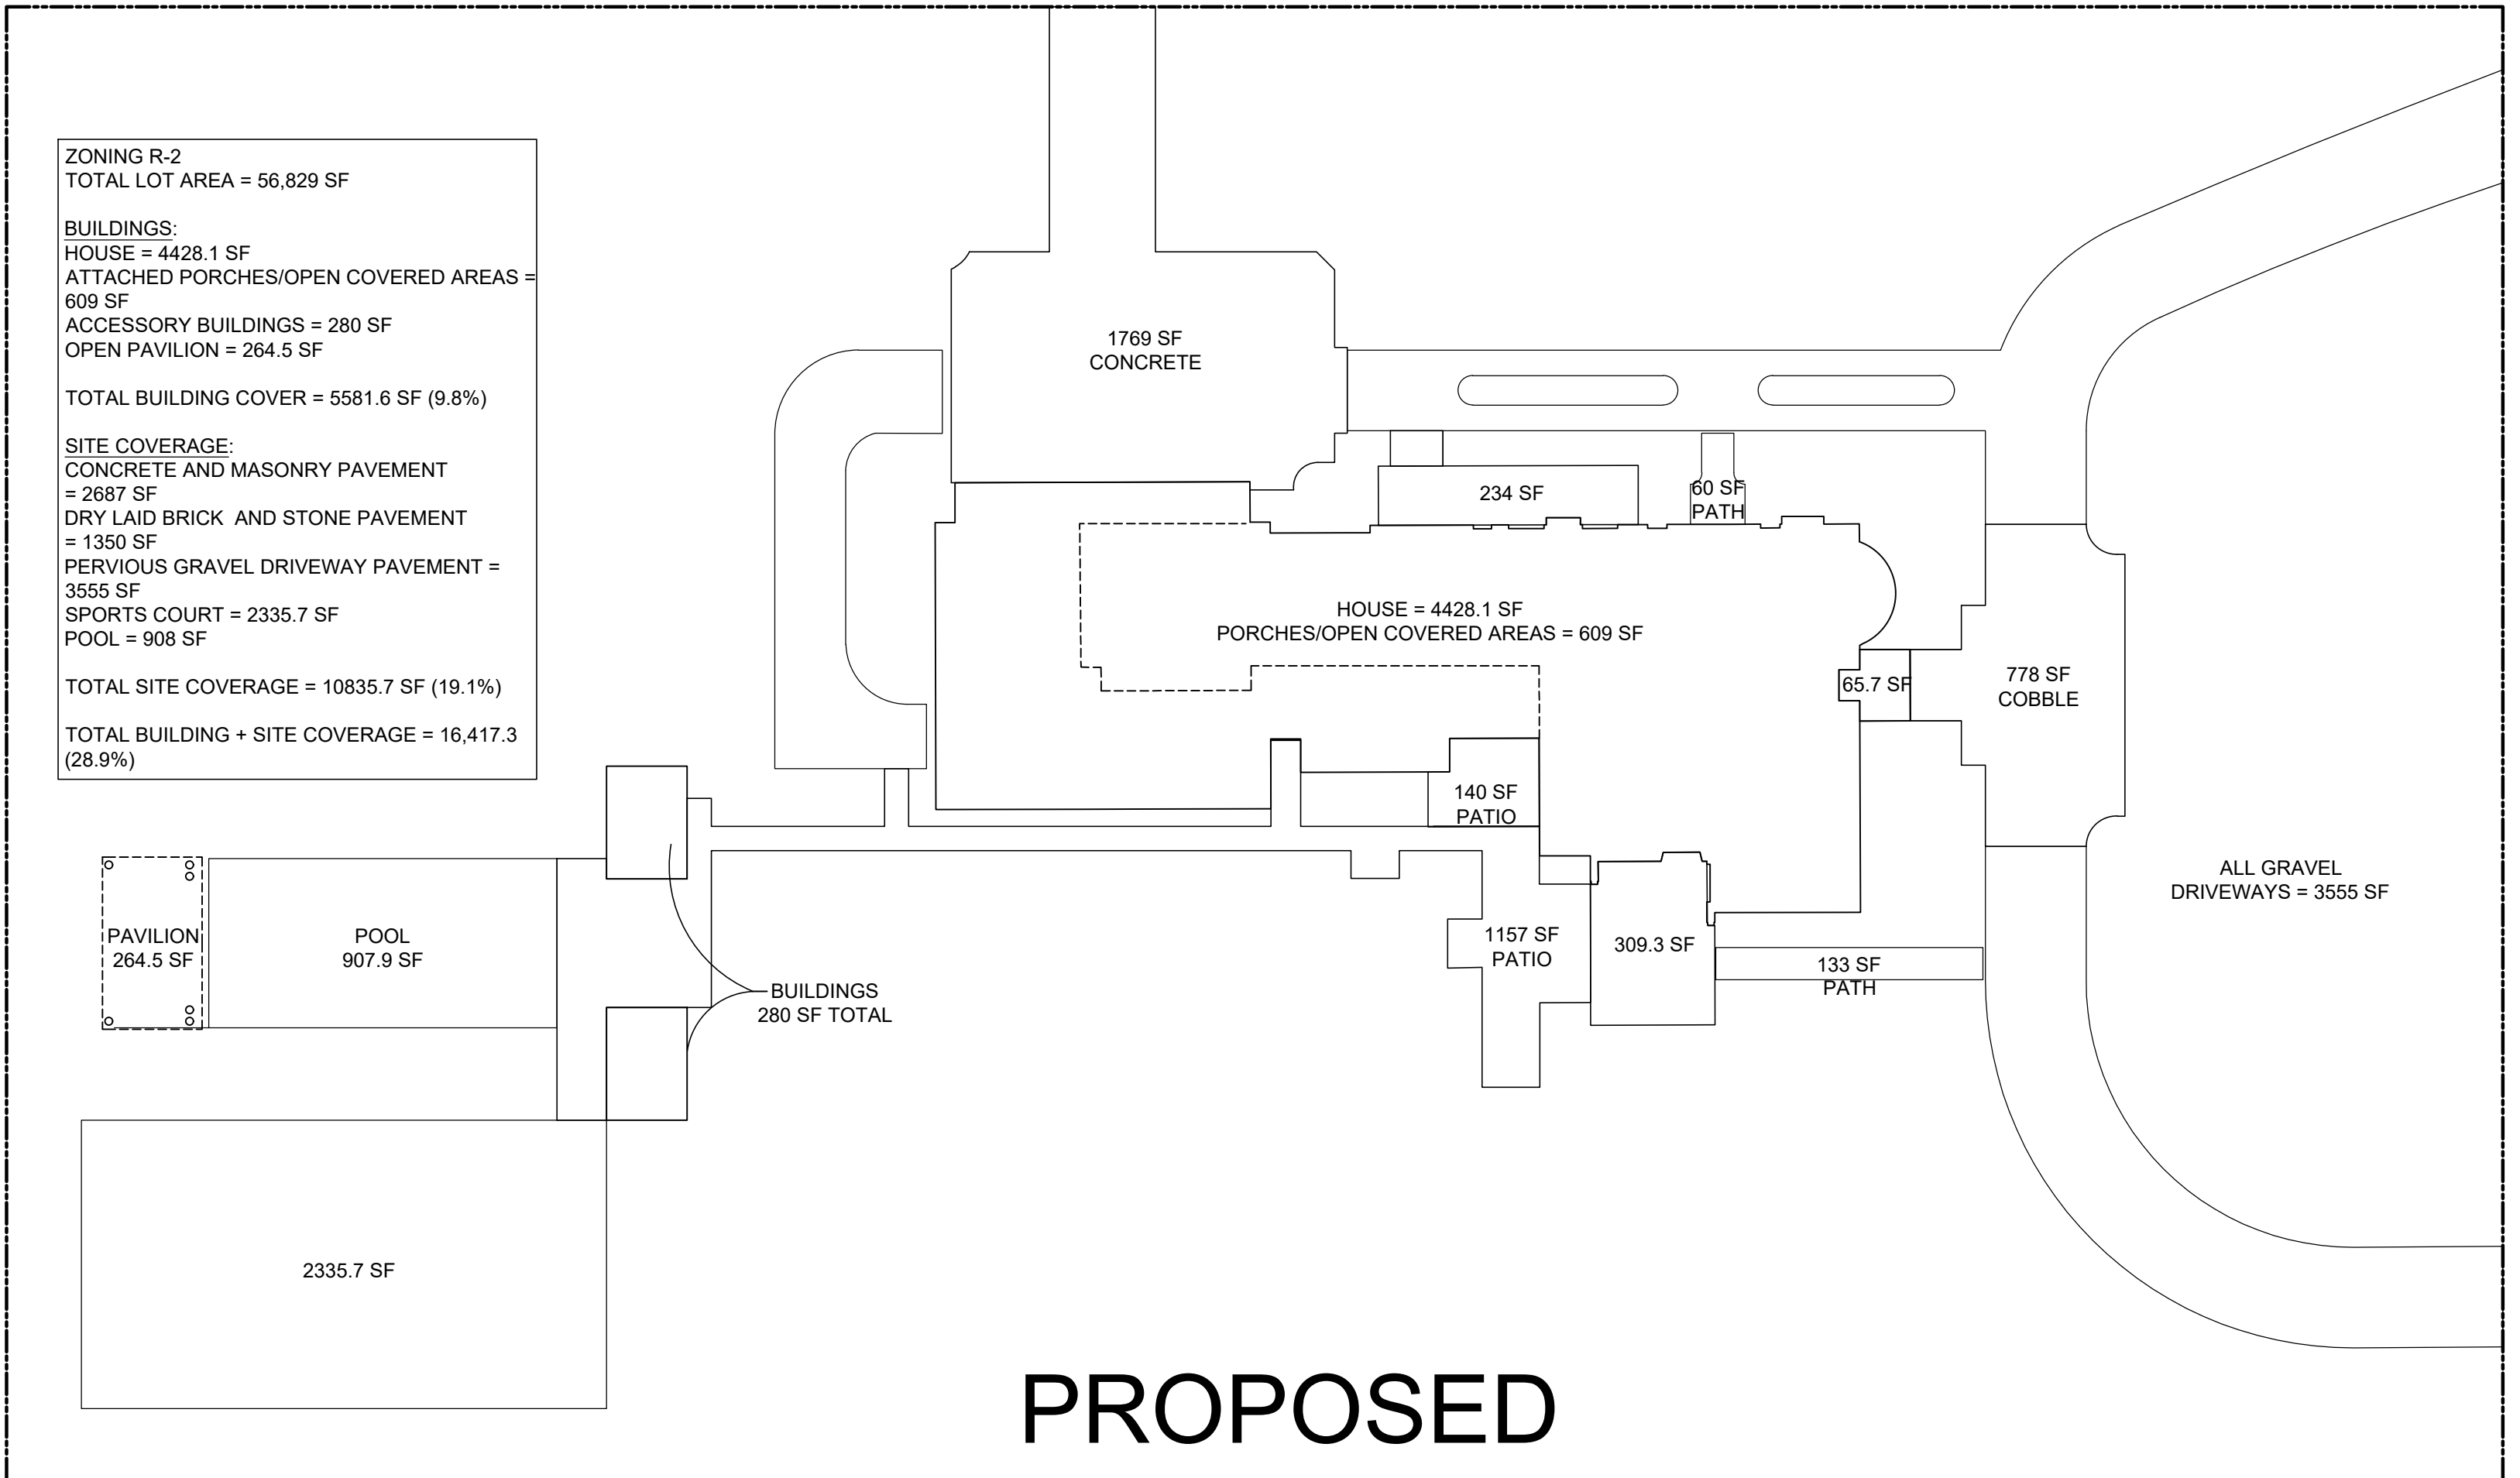 ZONING R-2
TOTAL LOT AREA = 56,829 SF
BUILDINGS:
HOUSE = 4428.1 SF
ATTACHED PORCHES/OPEN COVERED AREAS =
609 SF
ACCESSORY BUILDINGS = 280 SF
OPEN PAVILION = 264.5 SF
TOTAL BUILDING COVER = 5581.6 SF (9.8%)
SITE COVERAGE:
CONCRETE AND MASONRY PAVEMENT
= 2687 SF
DRY LAID BRICK AND STONE PAVEMENT
= 1350 SF
PERVIOUS GRAVEL DRIVEWAY PAVEMENT =
3555 SF
SPORTS COURT = 2335.7 SF
POOL = 908 SF
TOTAL SITE COVERAGE = 10835.7 SF (19.1%)
TOTAL BUILDING + SITE COVERAGE = 16,417.3
(28.9%)
1769 SF
CONCRETE
234 SF
60 SF
PATH
HOUSE = 4428.1 SF
PORCHES/OPEN COVERED AREAS = 609 SF
65.7 SF
778 SF
COBBLE
140 SF
PATIO
ALL GRAVEL
DRIVEWAYS = 3555 SF
PAVILION
264.5 SF
POOL
907.9 SF
1157 SF
PATIO
309.3 SF
133 SF
PATH
BUILDINGS
280 SF TOTAL
2335.7 SF
PROPOSED